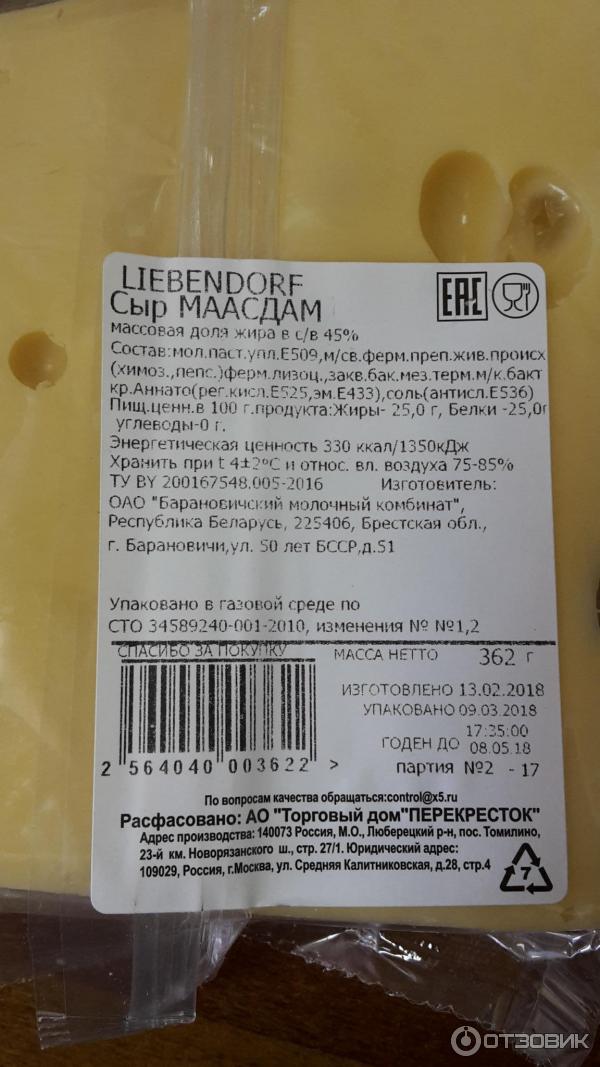 LIEBENDORF
Сыр МААСДАМ
EAC
массовая доля жира в с/в 45%
Состав:мол.паст.упл.Е509,м/св.ферм.преп.жив.происх
(химоз.,пепс.)ферм.лизоц.,закв.бак.мез.терм.м/к.бакт
кр.Аннато(рег.кисл.Е525,эм.Е433),соль(антисл.Е536)
Пищ.ценн.в 100 г.продукта:Жиры- 25,0 г, Белки -25,0г
углеводы-0 г.
Энергетическая ценность 330 ккал/1350кДж
Хранить при t 4±2°C и относ. вл. воздуха 75-85%
ТУ BY 200167548.005-2016 Изготовитель:
ОАО "Барановичский молочный комбинат",
Республика Беларусь, 225406, Брестская обл.,
г. Барановичи,ул. 50 лет БССР,д.51
Упаковано в газовой среде по
СТО 34589240-001-2010, изменения № №1,2
СПАСИБО ЗА ПОКУПКУ
МАССА НЕТТО 362 г
ИЗГОТОВЛЕНО 13.02.2018
УПАКОВАНО 09.03.2018
17:35:00
ГОДЕН ДО 08.05.18
2 564040 003622 >
партия №2 - 17
По вопросам качества обращаться:control@x5.ru
Расфасовано: АО "Торговый дом"ПЕРЕКРЕСТОК"
Адрес производства: 140073 Россия, М.О., Люберецкий р-н, пос. Томилино,
23-й км. Новорязанского ш., стр. 27/1. Юридический адрес:
109029, Россия, г.Москва, ул. Средняя Калитниковская, д.28, стр.4
7
ОТЗОВИК